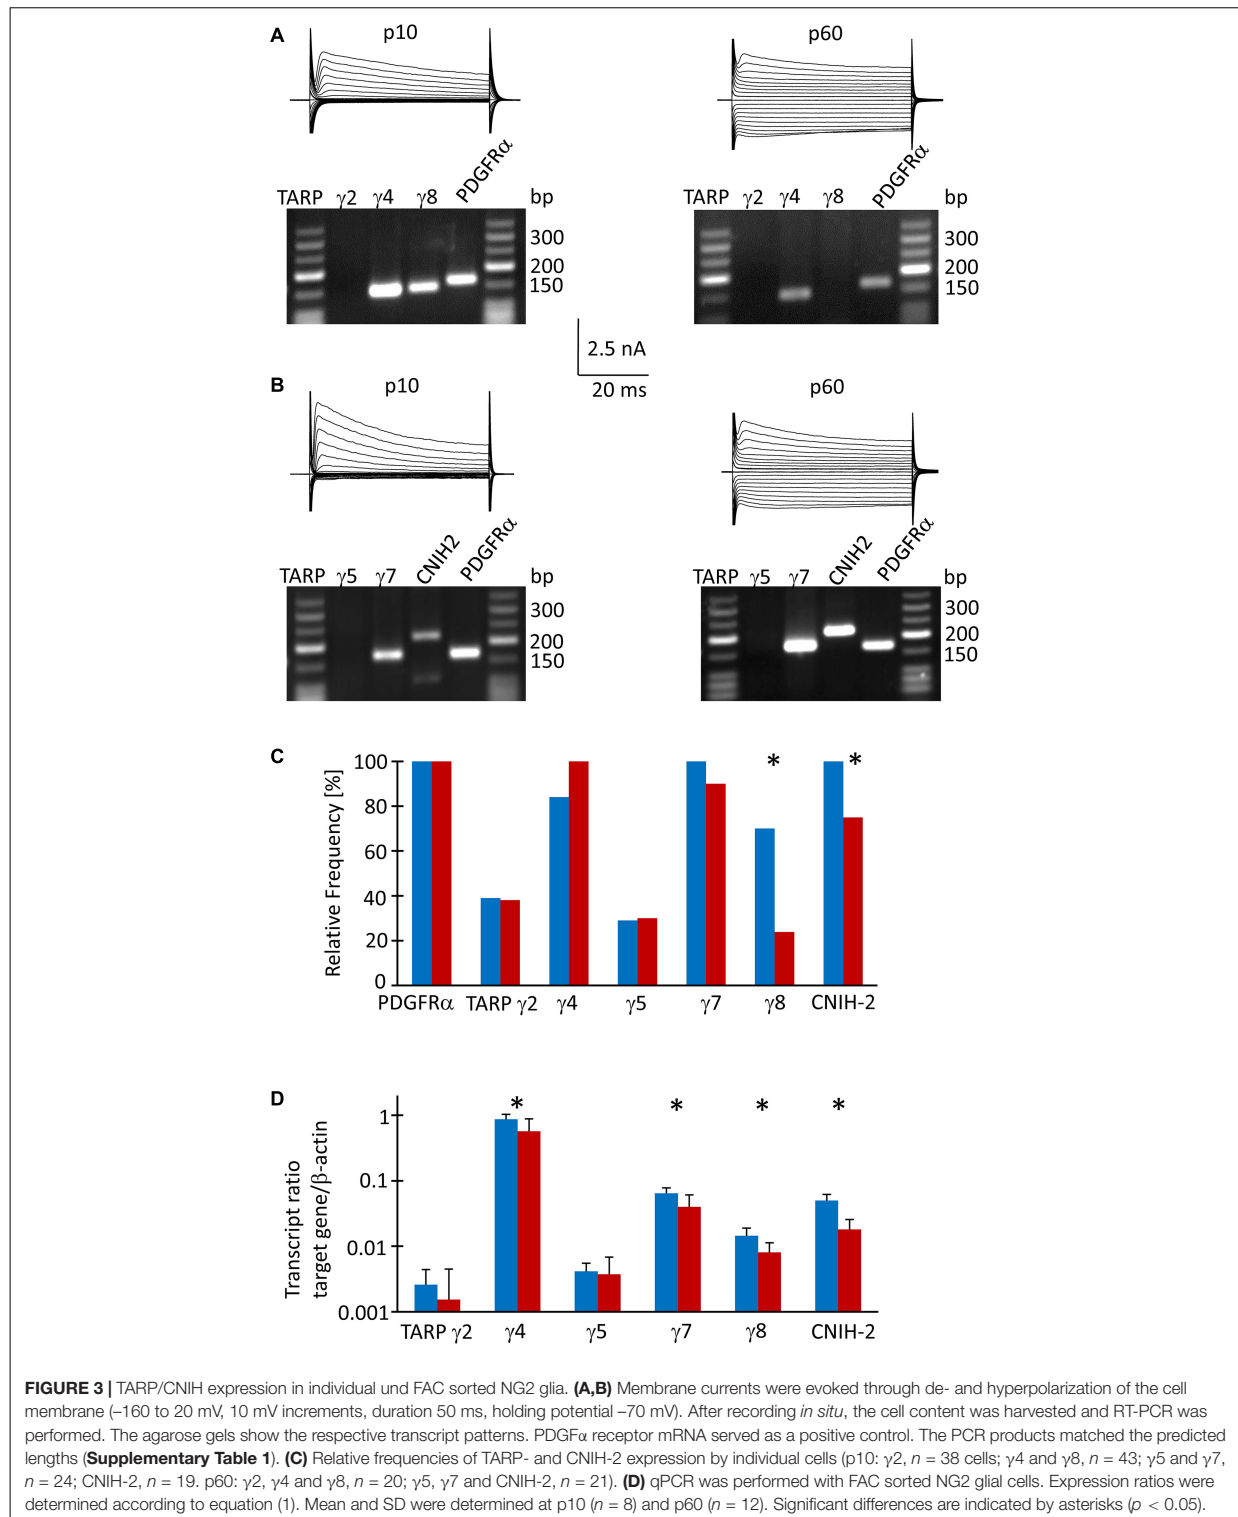 A
p10
p60
TARP γ2 γ4 γ8 PDGFRα bp
300
200
150
TARP γ2 γ4 γ8 PDGFRα bp
300
200
150
2.5 nA
20 ms
B
p10
p60
TARP γ5 γ7 CNIH2 PDGFRα bp
300
200
150
TARP γ5 γ7 CNIH2 PDGFRα bp
300
200
150
C
Relative Frequency [%]
100
80
60
40
20
0
* *
PDGFRα TARP γ2 γ4 γ5 γ7 γ8 CNIH-2
D
Transcript ratio
target gene/β-actin
1
0.1
0.01
0.001
* * * *
TARP γ2 γ4 γ5 γ7 γ8 CNIH-2
FIGURE 3 | TARP/CNIH expression in individual und FAC sorted NG2 glia. (A,B) Membrane currents were evoked through de- and hyperpolarization of the cell
membrane (–160 to 20 mV, 10 mV increments, duration 50 ms, holding potential –70 mV). After recording in situ, the cell content was harvested and RT-PCR was
performed. The agarose gels show the respective transcript patterns. PDGFα receptor mRNA served as a positive control. The PCR products matched the predicted
lengths (Supplementary Table 1). (C) Relative frequencies of TARP- and CNIH-2 expression by individual cells (p10: γ2, n = 38 cells; γ4 and γ8, n = 43; γ5 and γ7,
n = 24; CNIH-2, n = 19. p60: γ2, γ4 and γ8, n = 20; γ5, γ7 and CNIH-2, n = 21). (D) qPCR was performed with FAC sorted NG2 glial cells. Expression ratios were
determined according to equation (1). Mean and SD were determined at p10 (n = 8) and p60 (n = 12). Significant differences are indicated by asterisks (p < 0.05).